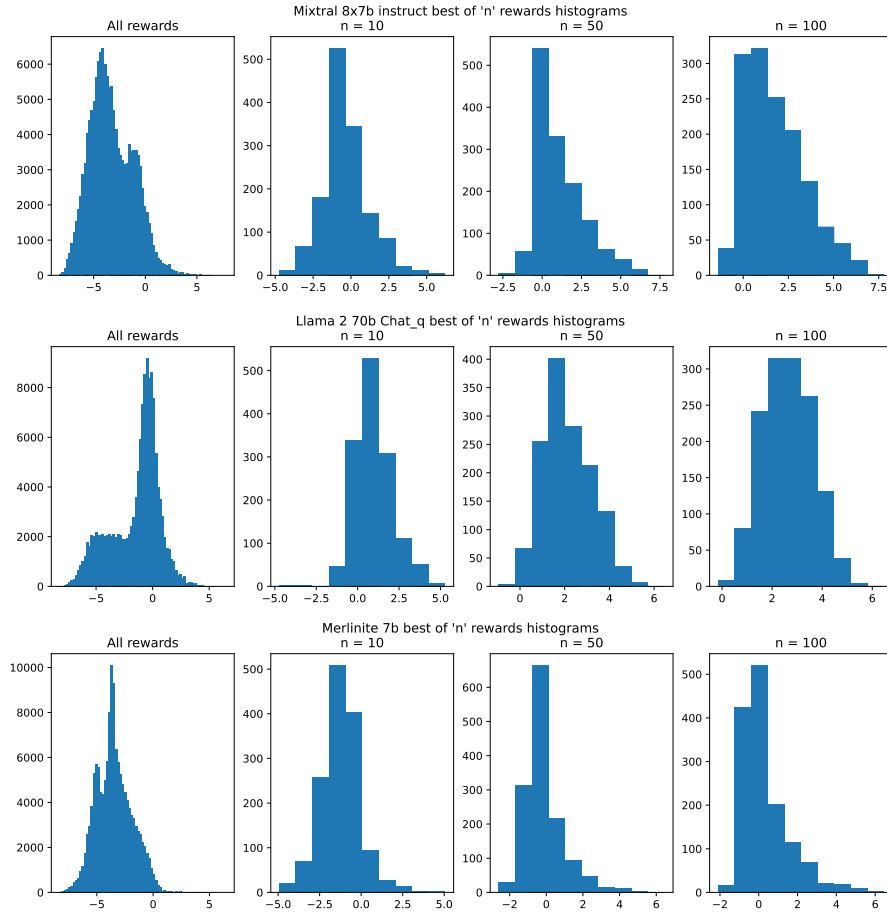 Mixtral 8x7b instruct best of 'n' rewards histograms
All rewards n = 10 n = 50 n = 100
6000 5000 4000 3000 2000 1000 0
−5 0 5
500 400 300 200 100 0
−5.0 −2.5 0.0 2.5 5.0
500 400 300 200 100 0
−2.5 0.0 2.5 5.0 7.5
300 250 200 150 100 50 0
0.0 2.5 5.0 7.5
Llama 2 70b Chat_q best of 'n' rewards histograms
All rewards n = 10 n = 50 n = 100
8000 6000 4000 2000 0
−5 0 5
500 400 300 200 100 0
−5.0 −2.5 0.0 2.5 5.0
400 350 300 250 200 150 100 50 0
0 2 4 6
300 250 200 150 100 50 0
0 2 4 6
Merlinite 7b best of 'n' rewards histograms
All rewards n = 10 n = 50 n = 100
10000 8000 6000 4000 2000 0
−5 0 5
500 400 300 200 100 0
−5.0 −2.5 0.0 2.5 5.0
600 500 400 300 200 100 0
−2 0 2 4 6
500 400 300 200 100 0
−2 0 2 4 6